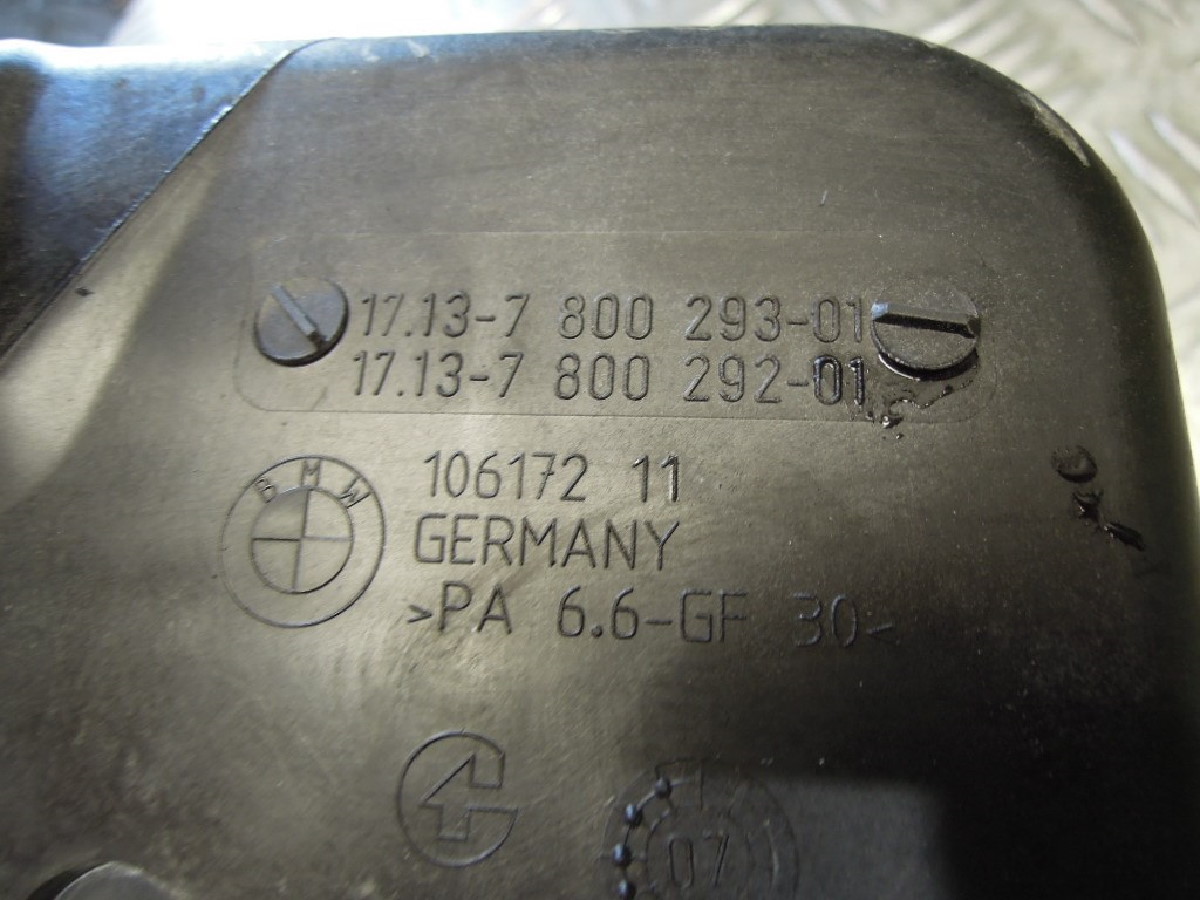 17.13-7 800 293-01
17.13-7 800 292-01
BMW
106172 11
GERMANY
>PA 6.6-GF 30<
07